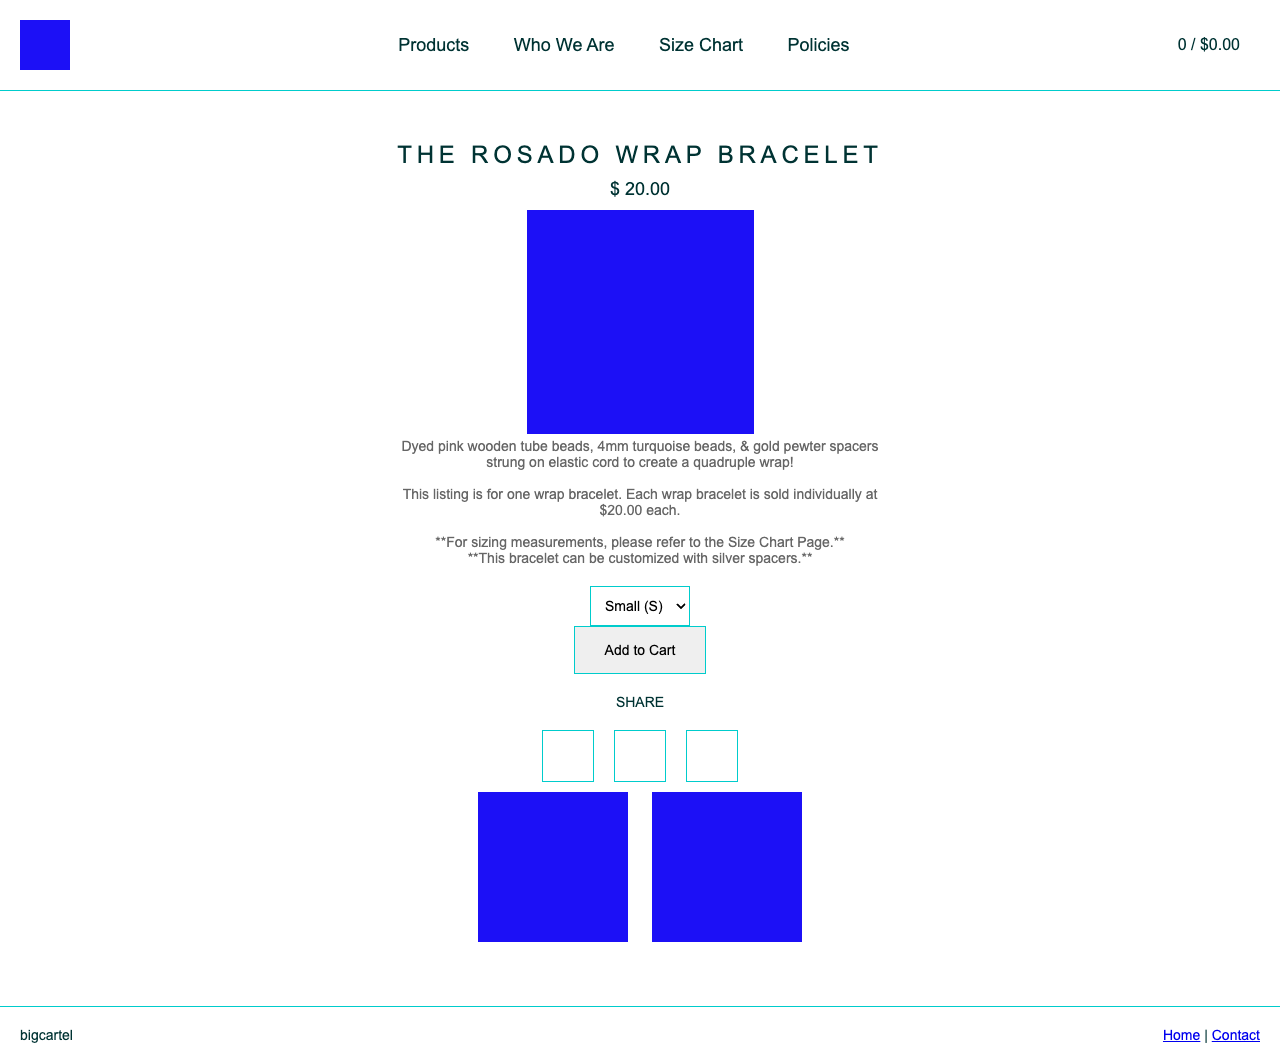 Products Who We Are Size Chart Policies 0 / $0.00
THE ROSADO WRAP BRACELET
$ 20.00
Dyed pink wooden tube beads, 4mm turquoise beads, & gold pewter spacers
strung on elastic cord to create a quadruple wrap!
This listing is for one wrap bracelet. Each wrap bracelet is sold individually at
$20.00 each.
**For sizing measurements, please refer to the Size Chart Page.**
**This bracelet can be customized with silver spacers.**
Small (S)
Add to Cart
SHARE
bigcartel Home | Contact